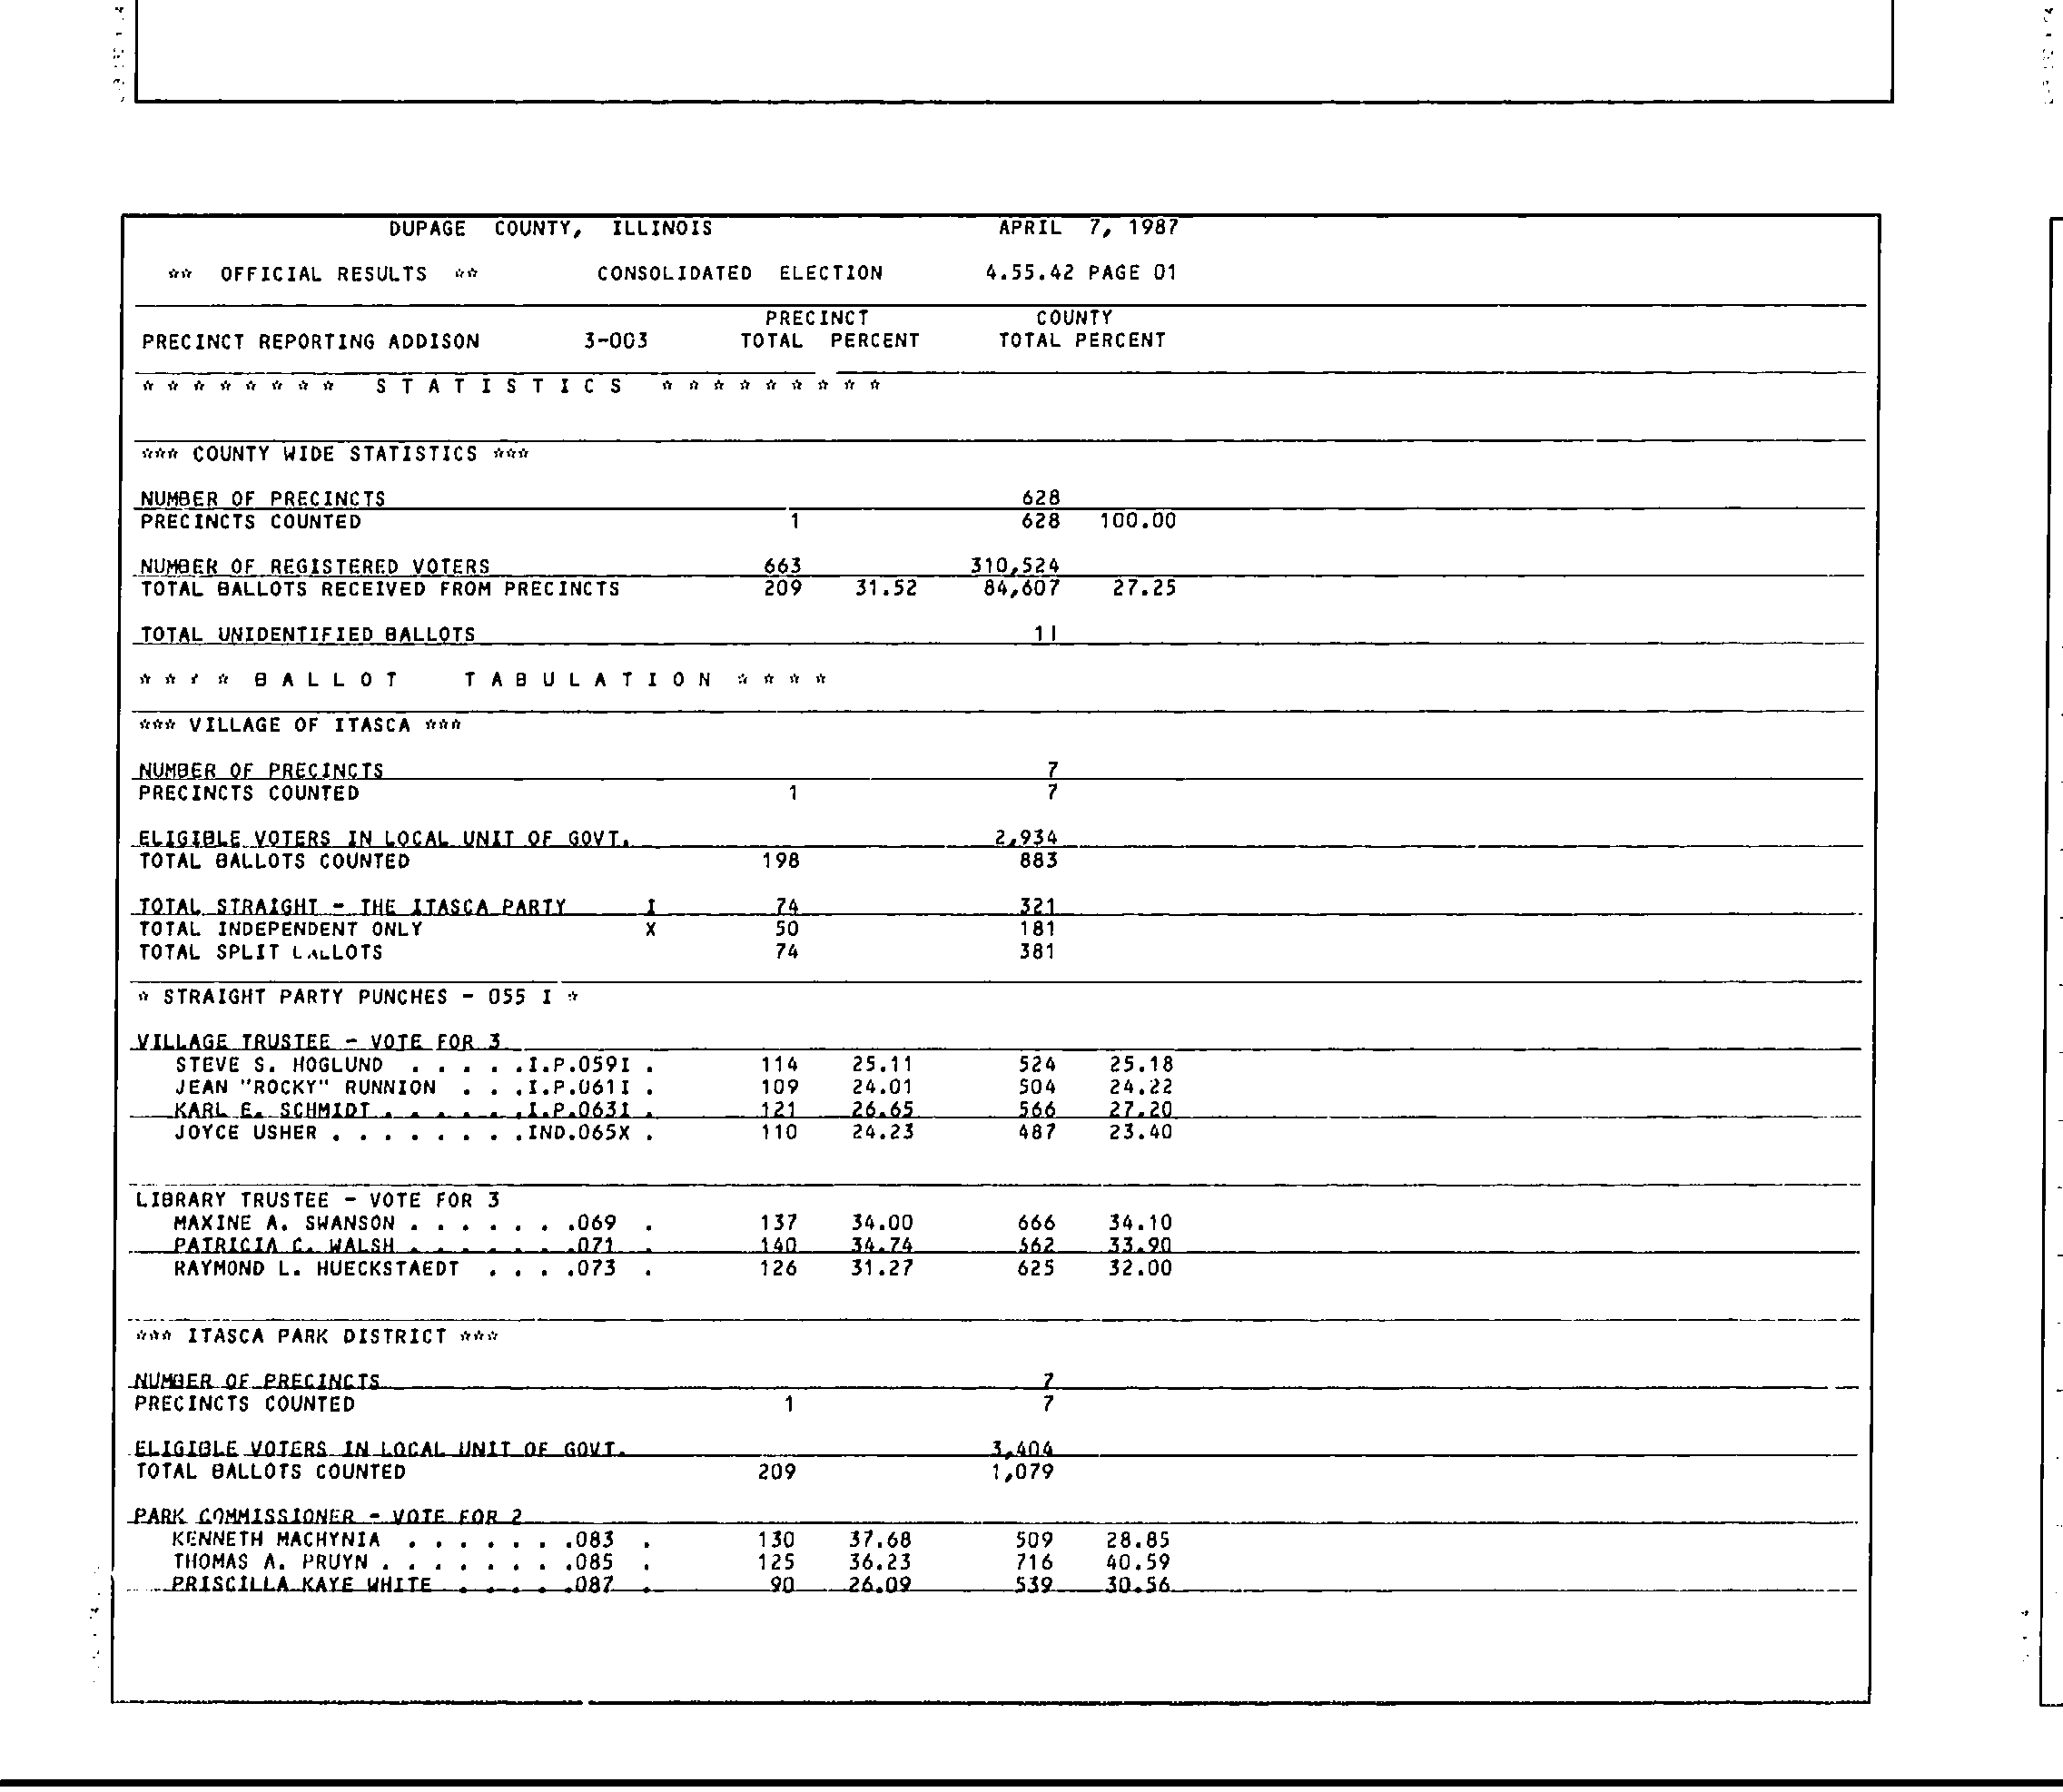 DUPAGE COUNTY, ILLINOIS APRIL 7, 1987
** OFFICIAL RESULTS ** CONSOLIDATED ELECTION 4.55.42 PAGE 01
PRECINCT COUNTY
PRECINCT REPORTING ADDISON 3-003 TOTAL PERCENT TOTAL PERCENT
* * * * * * * * S T A T I S T I C S * * * * * * * * *
*** COUNTY WIDE STATISTICS ***
NUMBER OF PRECINCTS 628
PRECINCTS COUNTED 1 628 100.00
NUMBER OF REGISTERED VOTERS 663 310,524
TOTAL BALLOTS RECEIVED FROM PRECINCTS 209 31.52 84,607 27.25
TOTAL UNIDENTIFIED BALLOTS 11
* * * * B A L L O T T A B U L A T I O N * * * *
*** VILLAGE OF ITASCA ***
NUMBER OF PRECINCTS 7
PRECINCTS COUNTED 1 7
ELIGIBLE VOTERS IN LOCAL UNIT OF GOVT. 2,934
TOTAL BALLOTS COUNTED 198 883
TOTAL STRAIGHT - THE ITASCA PARTY I 74 321
TOTAL INDEPENDENT ONLY X 50 181
TOTAL SPLIT BALLOTS 74 381
* STRAIGHT PARTY PUNCHES - 055 I *
VILLAGE TRUSTEE - VOTE FOR 3
STEVE S. HOGLUND . . . . .I.P.059I . 114 25.11 524 25.18
JEAN "ROCKY" RUNNION . . .I.P.061I . 109 24.01 504 24.22
KARL E. SCHMIDT . . . . . .I.P.063I . 121 26.65 566 27.20
JOYCE USHER . . . . . . . .IND.065X . 110 24.23 487 23.40
LIBRARY TRUSTEE - VOTE FOR 3
MAXINE A. SWANSON . . . . . . .069 . 137 34.00 666 34.10
PATRICIA C. WALSH . . . . . . .071 . 140 34.74 562 33.90
RAYMOND L. HUECKSTAEDT . . . .073 . 126 31.27 625 32.00
*** ITASCA PARK DISTRICT ***
NUMBER OF PRECINCTS 7
PRECINCTS COUNTED 1 7
ELIGIBLE VOTERS IN LOCAL UNIT OF GOVT. 3,404
TOTAL BALLOTS COUNTED 209 1,079
PARK COMMISSIONER - VOTE FOR 2
KENNETH MACHYNIA . . . . . . .083 . 130 37.68 509 28.85
THOMAS A. PRUYN . . . . . . . .085 . 125 36.23 716 40.59
PRISCILLA KAYE WHITE . . . . .087 . 90 26.09 539 30.56